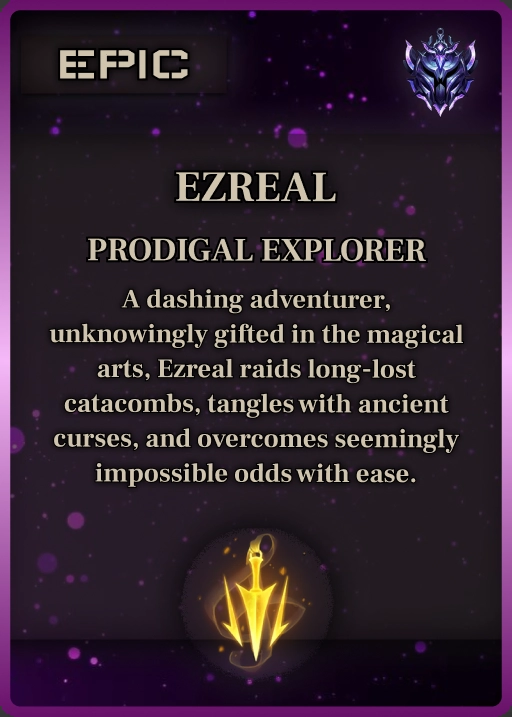 EPIC
EZREAL
PRODIGAL EXPLORER
A dashing adventurer,
unknowingly gifted in the magical
arts, Ezreal raids long-lost
catacombs, tangles with ancient
curses, and overcomes seemingly
impossible odds with ease.